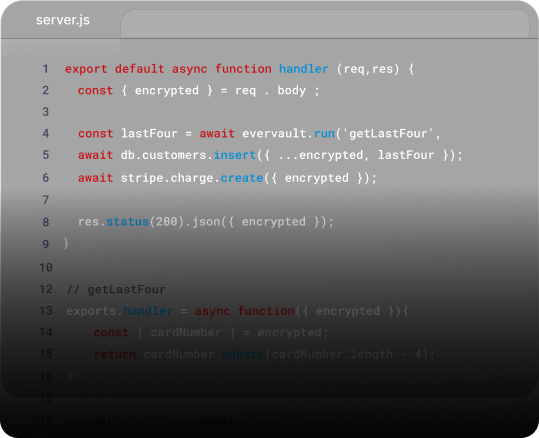 server.js
1 export default async function handler (req,res) {
2 const { encrypted } = req . body ;
3
4 const lastFour = await evervault.run('getLastFour',
5 await db.customers.insert({ ...encrypted, lastFour });
6 await stripe.charge.create({ encrypted });
7
8 res.status(200).json({ encrypted });
9 }
10
12 // getLastFour
13 exports.handler = async function({ encrypted }){
14 const { cardNumber } = encrypted;
15 return cardNumber.substr(cardNumber.length - 4);
16 };
17
18 const await run